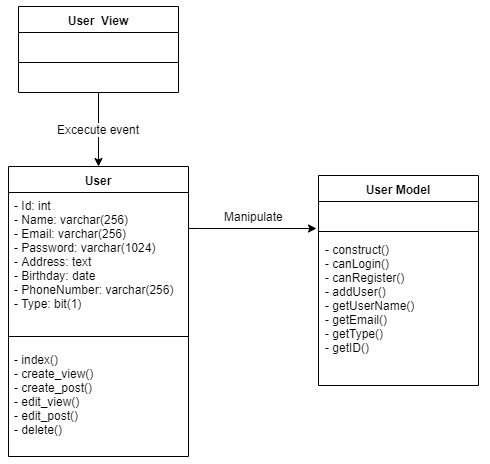 User View
Excecute event
User
- Id: int
- Name: varchar(256)
- Email: varchar(256)
- Password: varchar(1024)
- Address: text
- Birthday: date
- PhoneNumber: varchar(256)
- Type: bit(1)
- index()
- create_view()
- create_post()
- edit_view()
- edit_post()
- delete()
Manipulate
User Model
- construct()
- canLogin()
- canRegister()
- addUser()
- getUserName()
- getEmail()
- getType()
- getID()